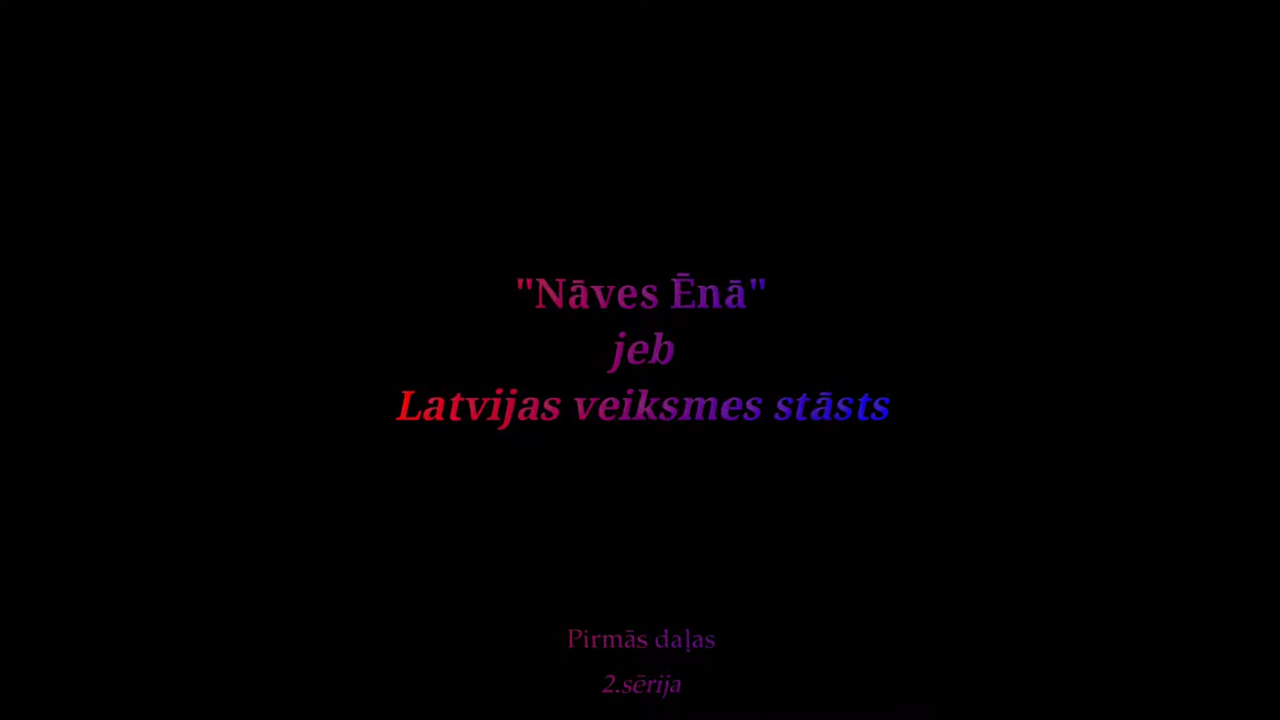 "Nāves Ēnā"
jeb
Latvijas veiksmes stāsts
Pirmās daļas
2.sērija